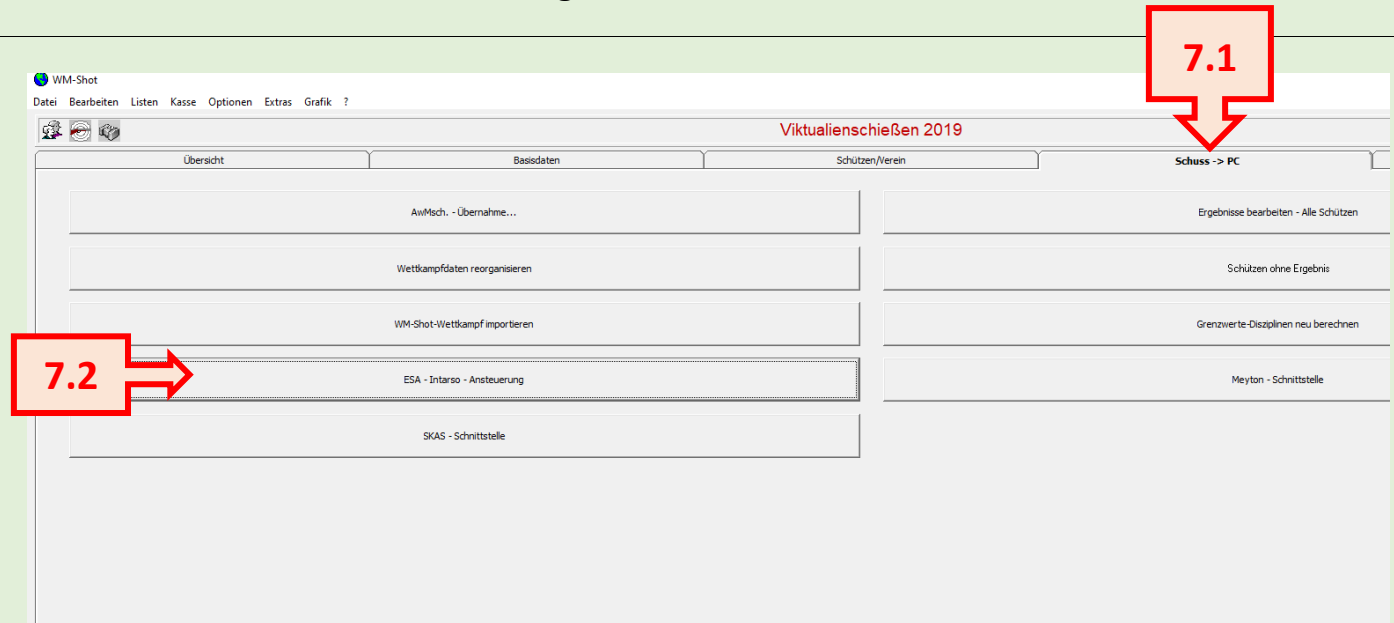 7.1
WM-Shot
Datei Bearbeiten Listen Kasse Optionen Extras Grafik ?
Viktualienschießen 2019
Übersicht Basisdaten Schützen/Verein Schuss -> PC
AwMsch. - Übernahme... Ergebnisse bearbeiten - Alle Schützen
Wettkampfdaten reorganisieren Schützen ohne Ergebnis
WM-Shot-Wettkampf importieren Grenzwerte-Disziplinen neu berechnen
7.2
ESA - Intarso - Ansteuerung Meyton - Schnittstelle
SKAS - Schnittstelle